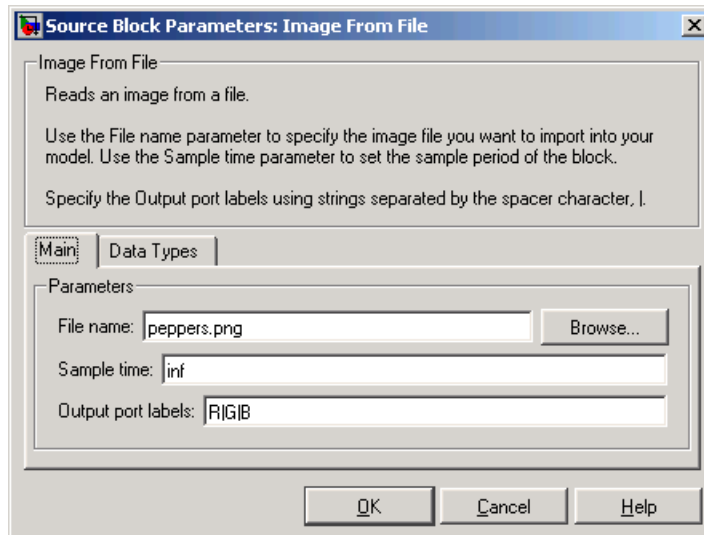 Source Block Parameters: Image From File
Image From File
Reads an image from a file.
Use the File name parameter to specify the image file you want to import into your
model. Use the Sample time parameter to set the sample period of the block.
Specify the Output port labels using strings separated by the spacer character, |.
Main Data Types
Parameters
File name: peppers.png Browse...
Sample time: inf
Output port labels: R|G|B
OK Cancel Help